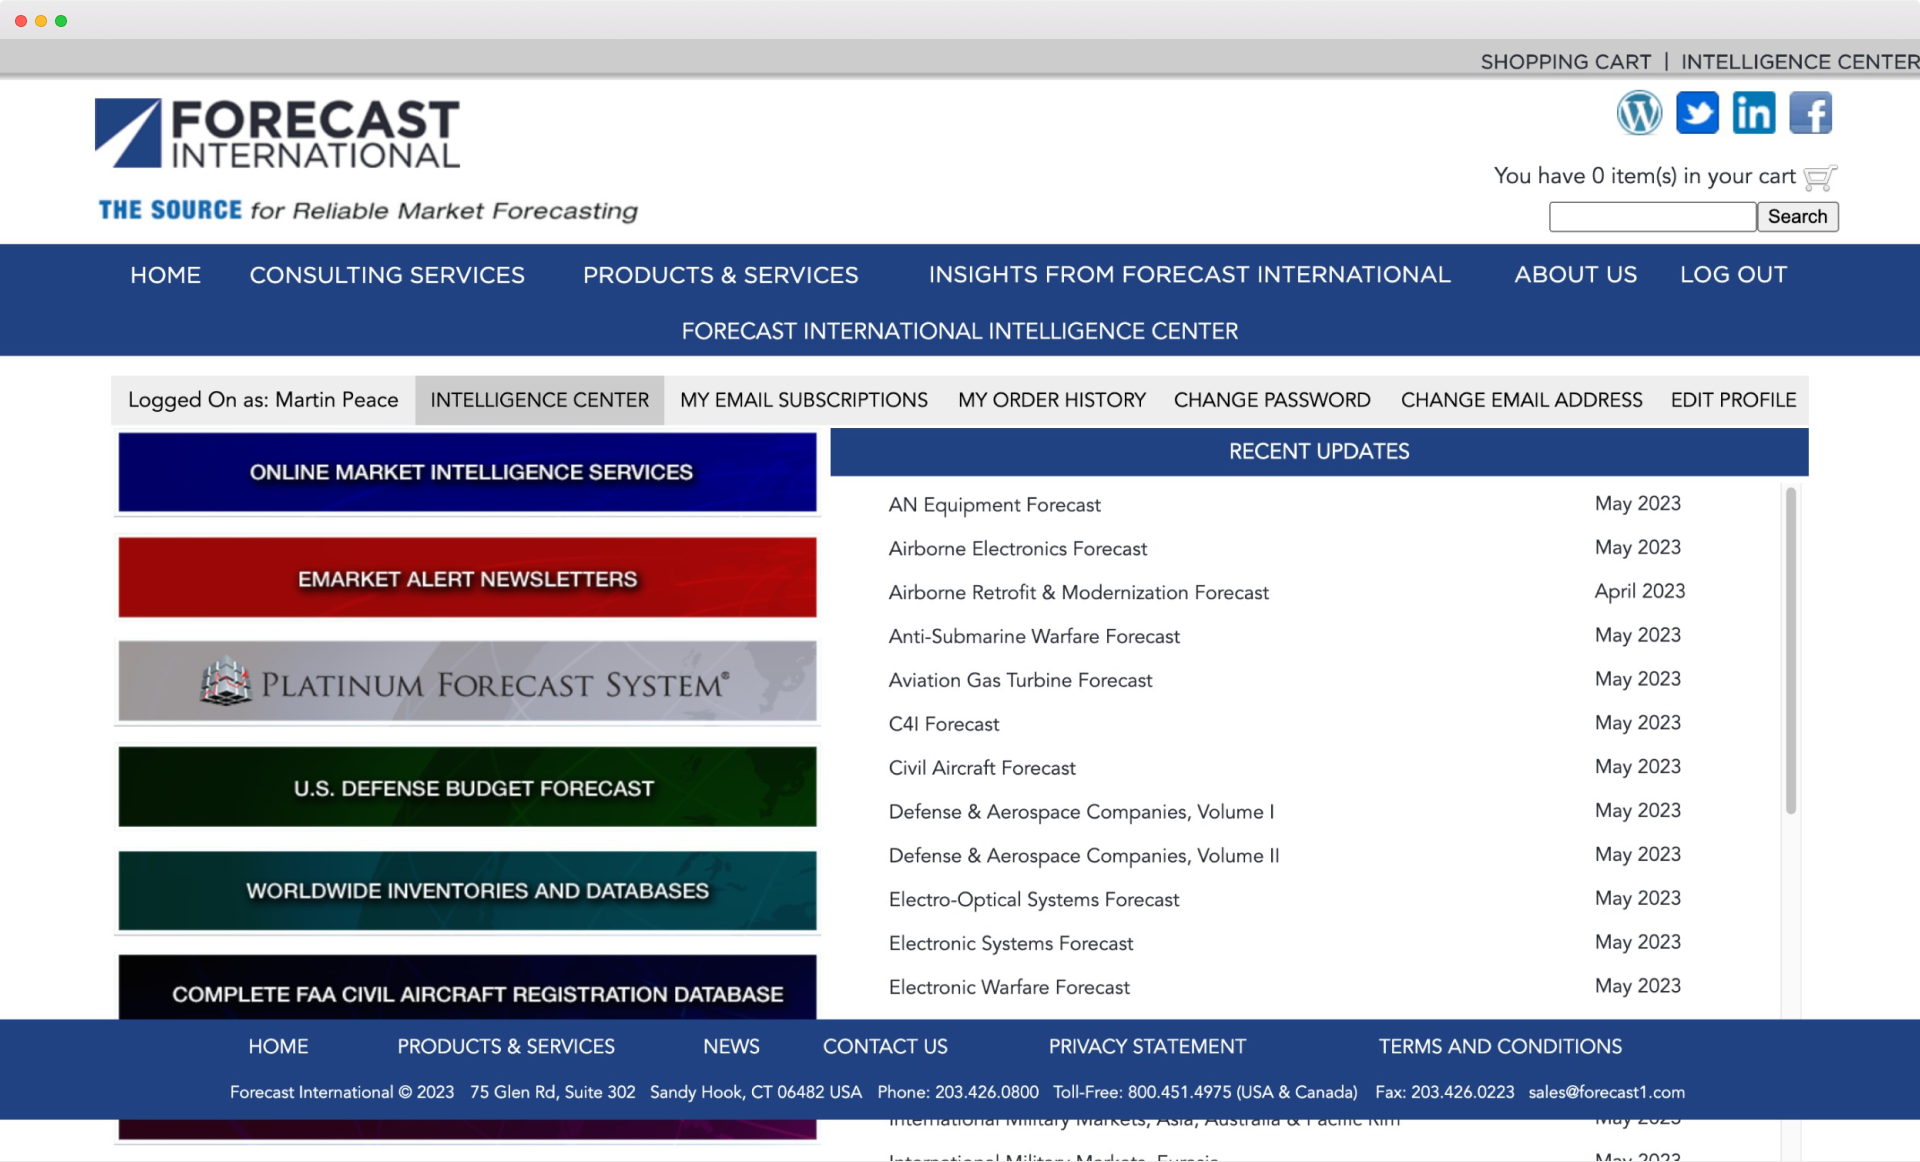 SHOPPING CART | INTELLIGENCE CENTER
FORECAST
INTERNATIONAL
THE SOURCE for Reliable Market Forecasting
in f
You have 0 item(s) in your cart
Search
HOME CONSULTING SERVICES PRODUCTS & SERVICES INSIGHTS FROM FORECAST INTERNATIONAL ABOUT US LOG OUT
FORECAST INTERNATIONAL INTELLIGENCE CENTER
Logged On as: Martin Peace INTELLIGENCE CENTER MY EMAIL SUBSCRIPTIONS MY ORDER HISTORY CHANGE PASSWORD CHANGE EMAIL ADDRESS EDIT PROFILE
ONLINE MARKET INTELLIGENCE SERVICES
EMARKET ALERT NEWSLETTERS
PLATINUM FORECAST SYSTEM®
U.S. DEFENSE BUDGET FORECAST
WORLDWIDE INVENTORIES AND DATABASES
COMPLETE FAA CIVIL AIRCRAFT REGISTRATION DATABASE
RECENT UPDATES
AN Equipment Forecast May 2023
Airborne Electronics Forecast May 2023
Airborne Retrofit & Modernization Forecast April 2023
Anti-Submarine Warfare Forecast May 2023
Aviation Gas Turbine Forecast May 2023
C4I Forecast May 2023
Civil Aircraft Forecast May 2023
Defense & Aerospace Companies, Volume I May 2023
Defense & Aerospace Companies, Volume II May 2023
Electro-Optical Systems Forecast May 2023
Electronic Systems Forecast May 2023
Electronic Warfare Forecast May 2023
HOME PRODUCTS & SERVICES NEWS CONTACT US PRIVACY STATEMENT TERMS AND CONDITIONS
Forecast International © 2023 75 Glen Rd, Suite 302 Sandy Hook, CT 06482 USA Phone: 203.426.0800 Toll-Free: 800.451.4975 (USA & Canada) Fax: 203.426.0223 sales@forecast1.com
International Military Markets, Asia, Australia & Pacific Rim May 2023
International Military Markets, Eurasia May 2023